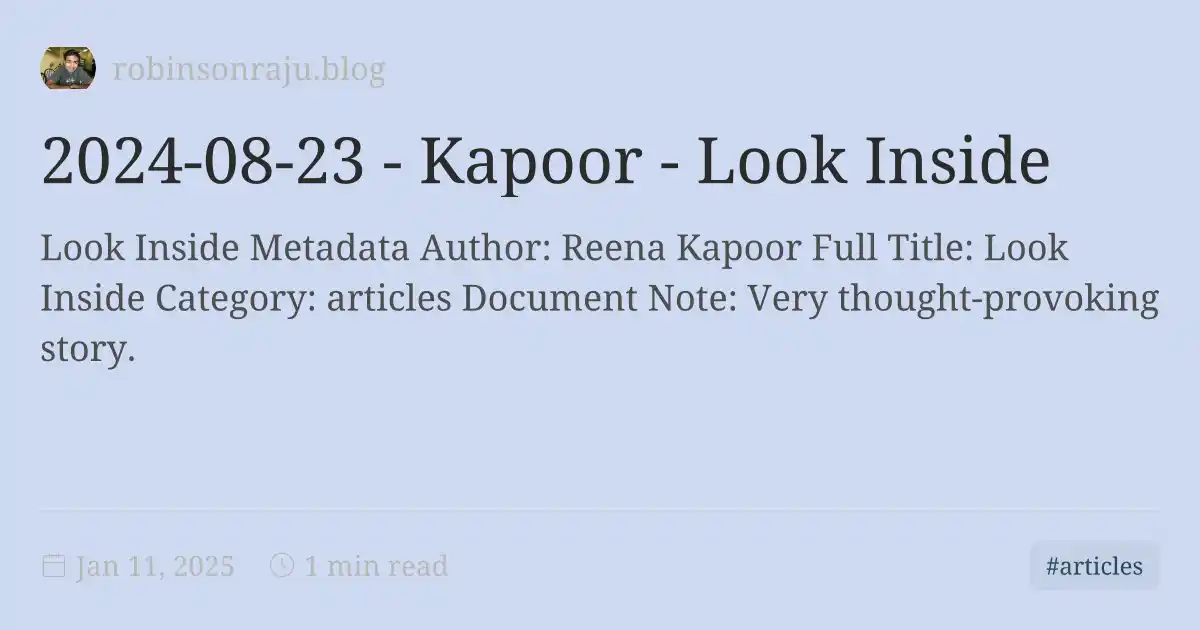 robinsonraju.blog
2024-08-23 - Kapoor - Look Inside
Look Inside Metadata Author: Reena Kapoor Full Title: Look
Inside Category: articles Document Note: Very thought-provoking
story.
Jan 11, 2025 1 min read #articles